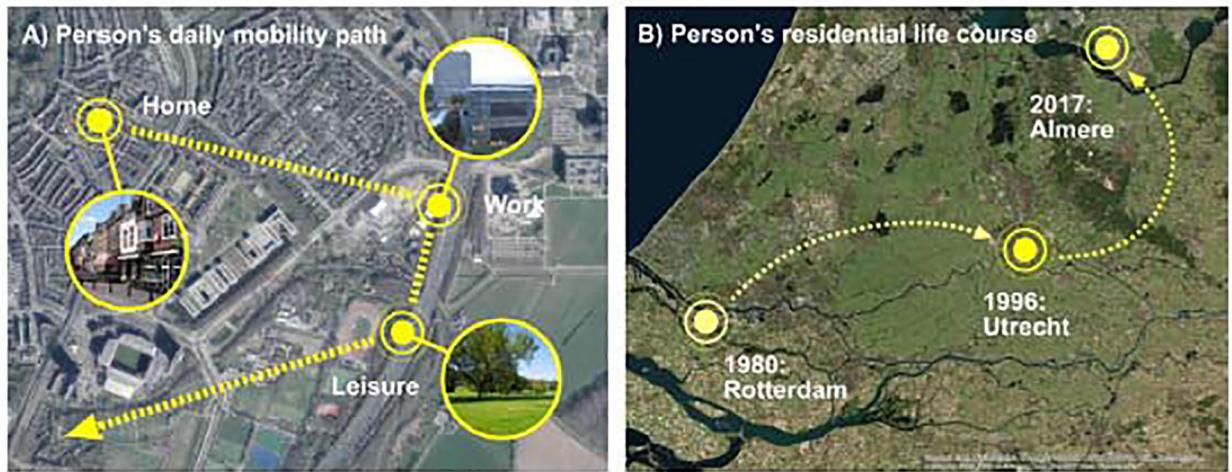 A) Person's daily mobility path
Home
Work
Leisure
B) Person's residential life course
2017:
Almere
1996:
Utrecht
1980:
Rotterdam